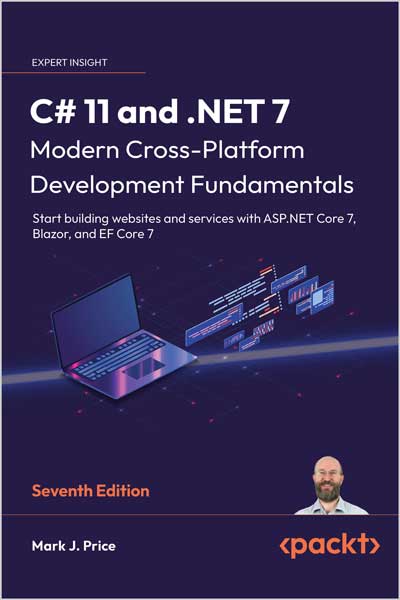 EXPERT INSIGHT
C# 11 and .NET 7
Modern Cross-Platform
Development Fundamentals
Start building websites and services with ASP.NET Core 7,
Blazor, and EF Core 7
Seventh Edition
Mark J. Price
<packt>